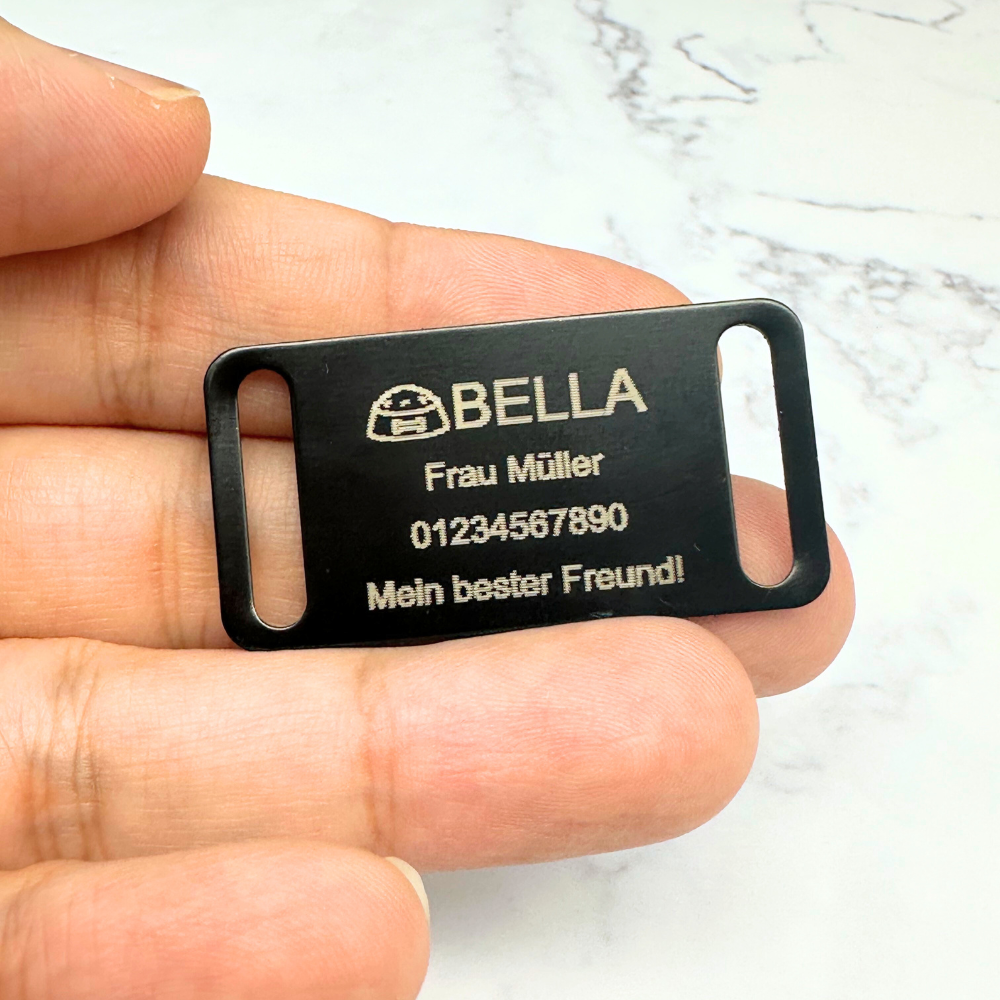 BELLA
Frau Müller
01234567890
Mein bester Freund!